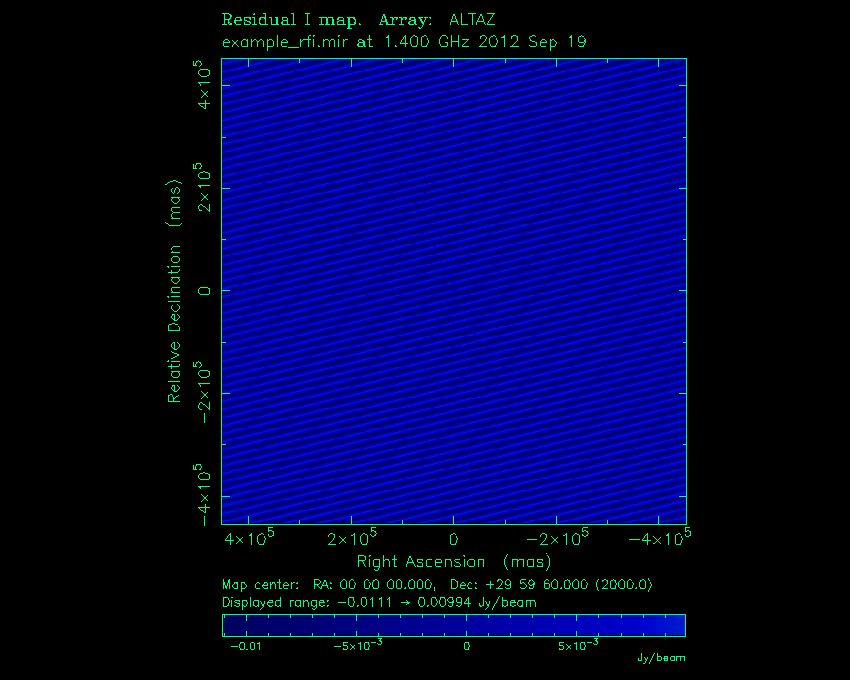 Residual I map. Array: ALTAZ
example_rfi.mir at 1.400 GHz 2012 Sep 19
Relative Declination (mas)
4×10⁵
2×10⁵
0
−2×10⁵
−4×10⁵
4×10⁵ 2×10⁵ 0 −2×10⁵ −4×10⁵
Right Ascension (mas)
Map center: RA: 00 00 00.000, Dec: +29 59 60.000 (2000.0)
Displayed range: −0.0111 → 0.00994 Jy/beam
−0.01 −5×10⁻³ 0 5×10⁻³
Jy/beam